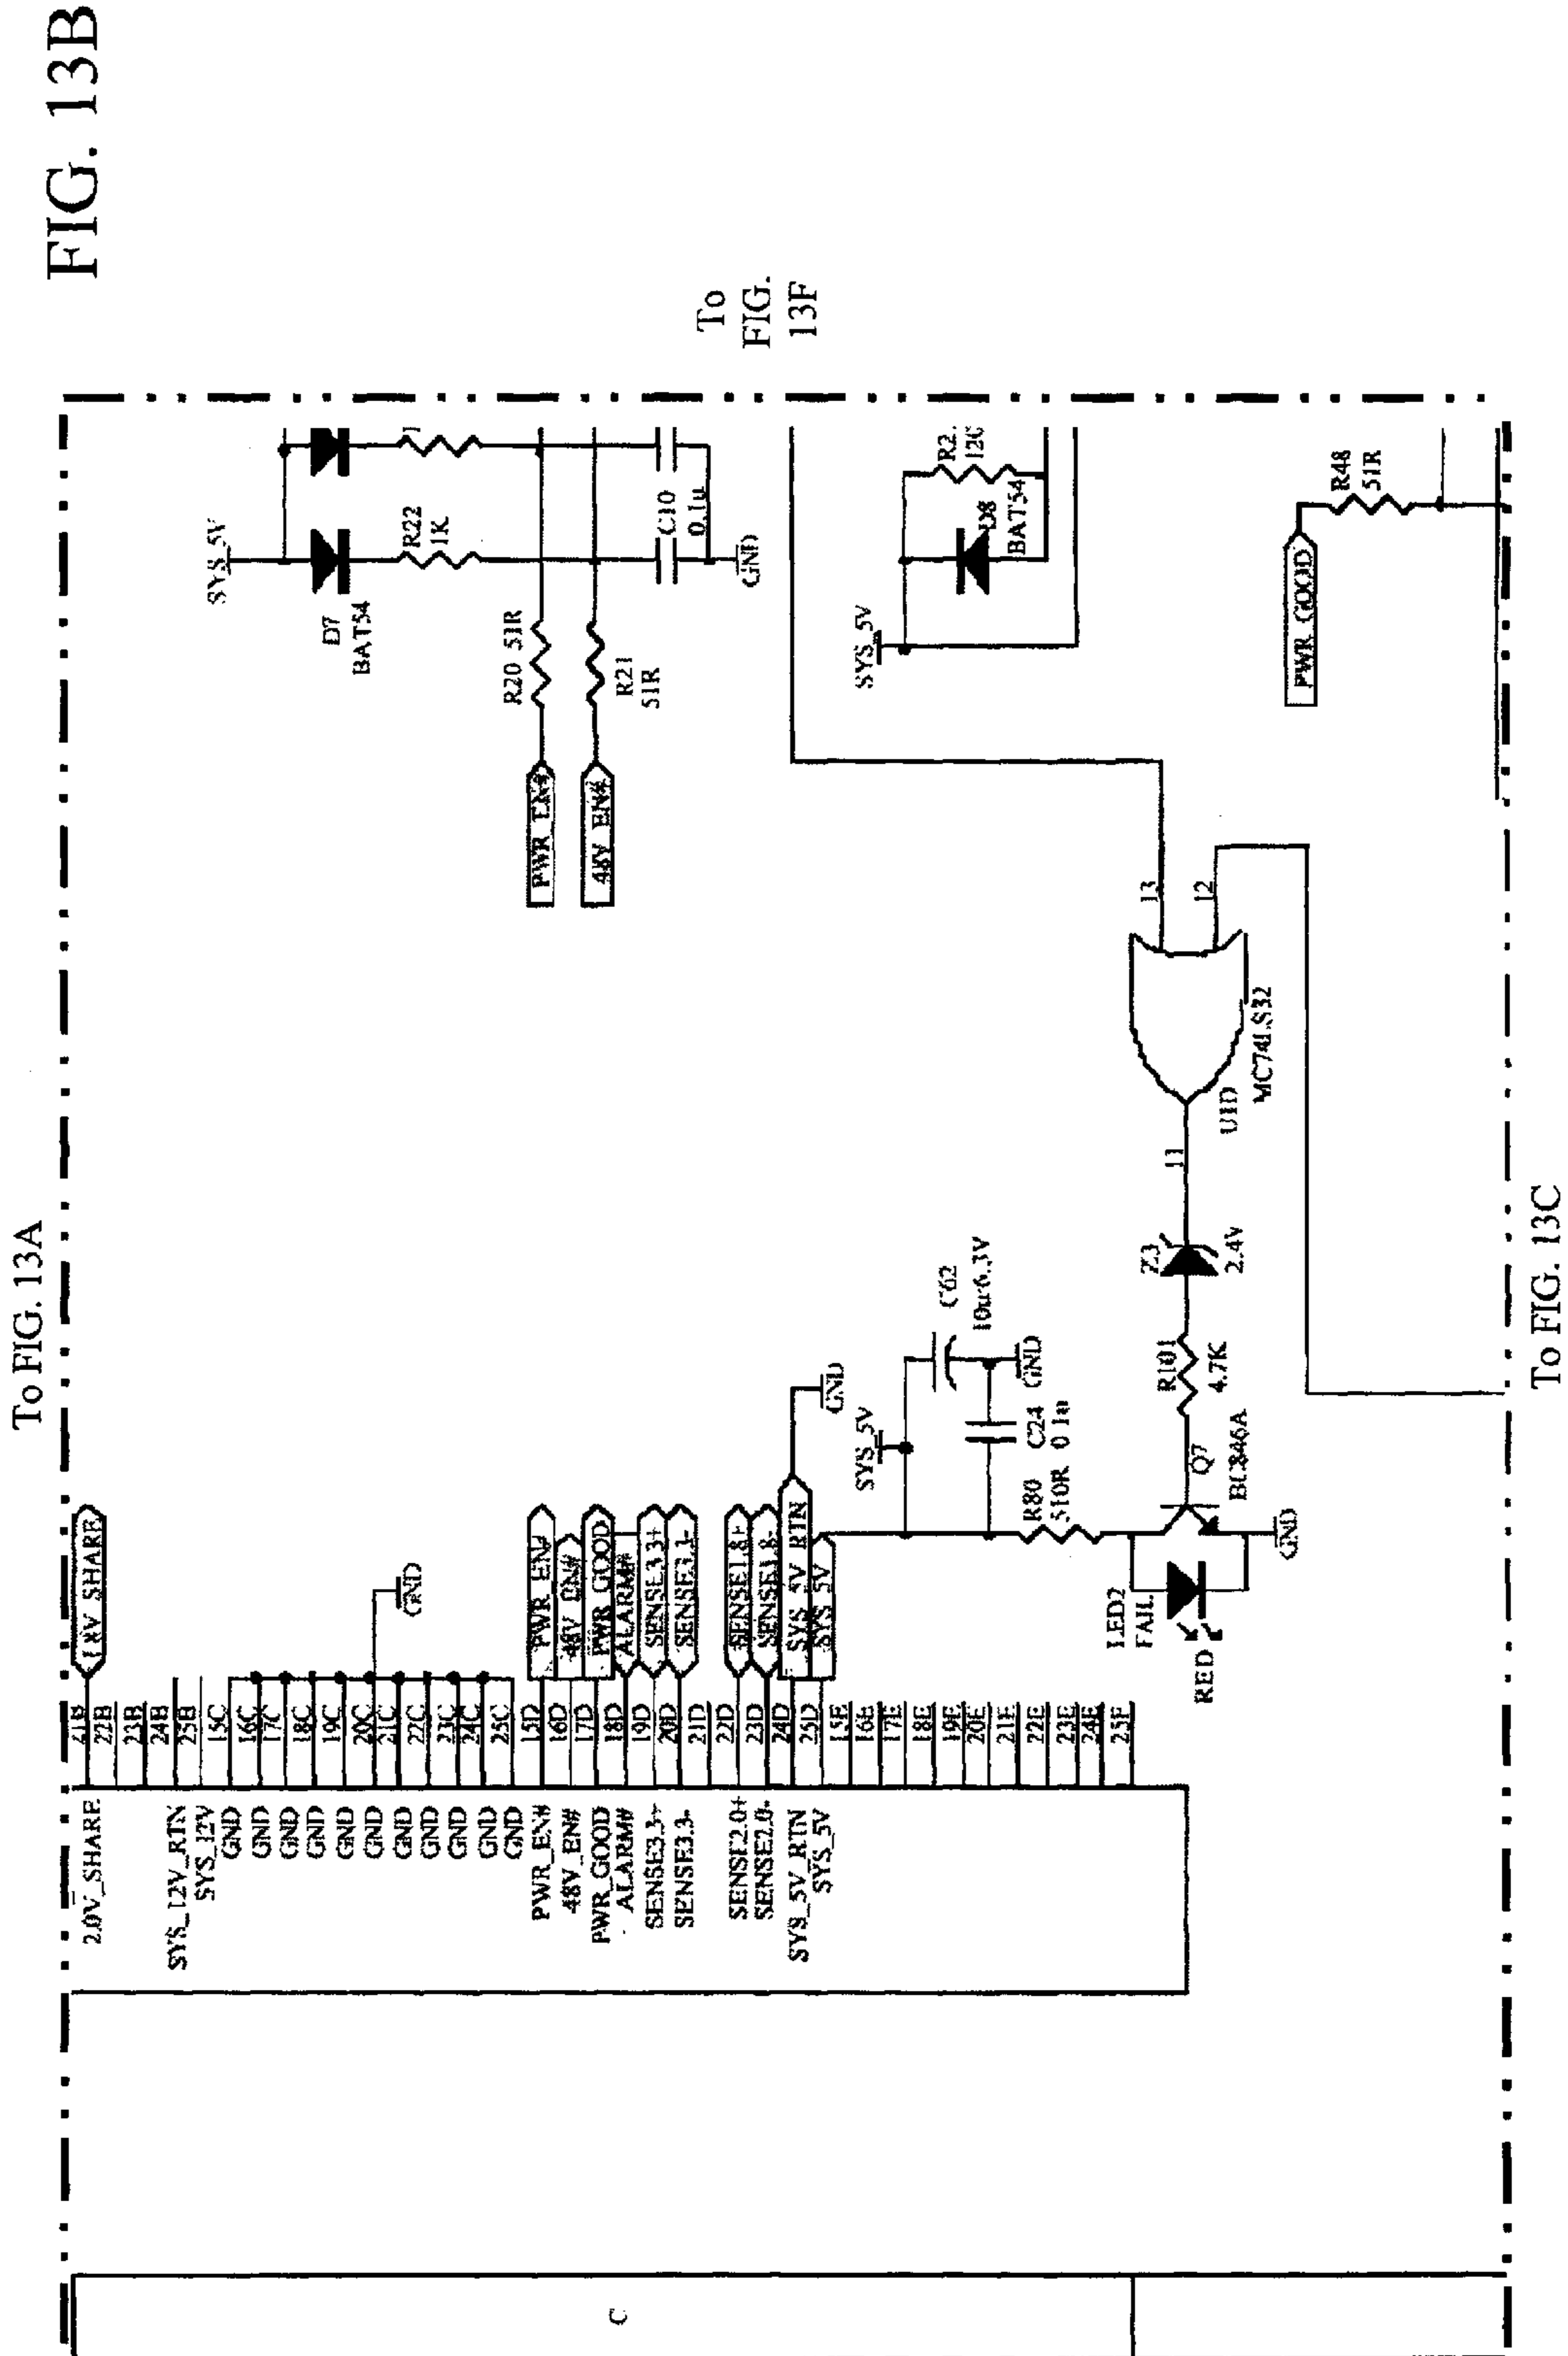 FIG. 13B
To FIG. 13A
To
FIG.
13F
To FIG. 13C
C
2.0V_SHARE
SYS_12V_RTN
SYS_12V
GND
GND
GND
GND
GND
GND
GND
GND
GND
GND
GND
PWR_EN#
48V_EN#
PWR_GOOD
ALARM#
SENSE3.3+
SENSE3.3-
SENSE2.0+
SENSE2.0-
SYS_5V_RTN
SYS_5V
21B
22B
23B
24B
25B
15C
16C
17C
18C
19C
20C
21C
22C
23C
24C
25C
15D
16D
17D
18D
19D
20D
21D
22D
23D
24D
25D
15E
16E
17E
18E
19E
20E
21E
22E
23E
24E
25E
GND
PWR_EN#
48V_EN#
PWR_GOOD
ALARM#
SENSE3.3+
SENSE3.3-
SENSE1.8+
SENSE1.8-
SYS_5V_RTN
SYS_5V
GND
SYS_5V
C62
10u/6.3V
GND
C24
0.1u
R80
510R
LED2
FAIL
RED
GND
Q7
BC846A
R101
4.7K
Z3
2.4V
11
U1D
MC74LS32
13
12
SYS_5V
D7
BAT54
R22
1K
1
R20 51R
R21
51R
PWR_EN#
48V_EN#
C10
0.1u
GND
SYS_5V
D8
BAT54
R2
PWR_GOOD
R48
51R